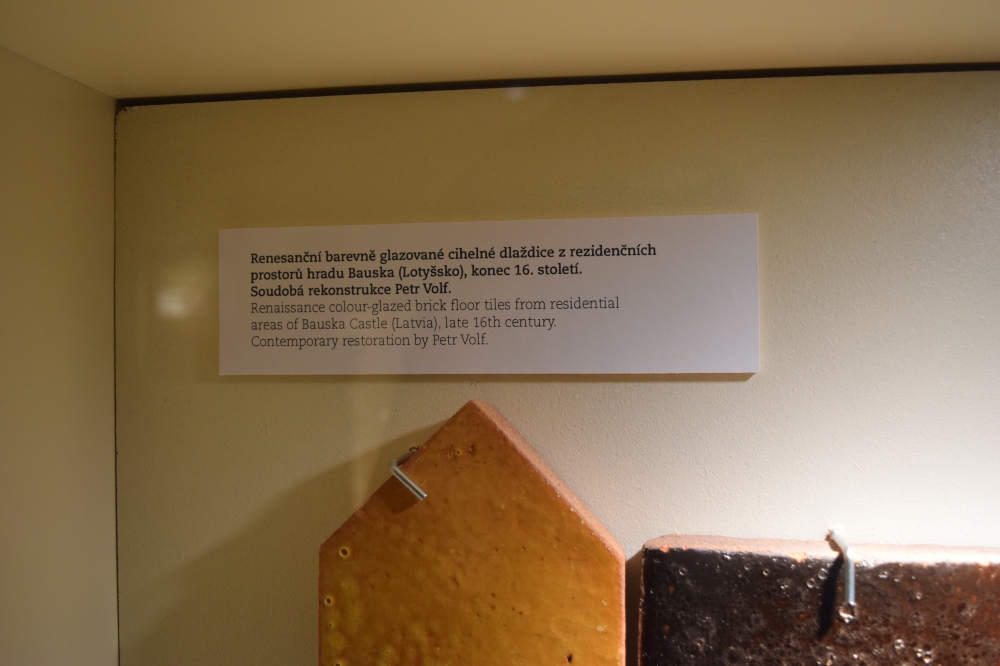 Renesanční barevně glazované cihelné dlaždice z rezidenčních
prostorů hradu Bauska (Lotyšsko), konec 16. století.
Soudobá rekonstrukce Petr Volf.
Renaissance colour-glazed brick floor tiles from residential
areas of Bauska Castle (Latvia), late 16th century.
Contemporary restoration by Petr Volf.